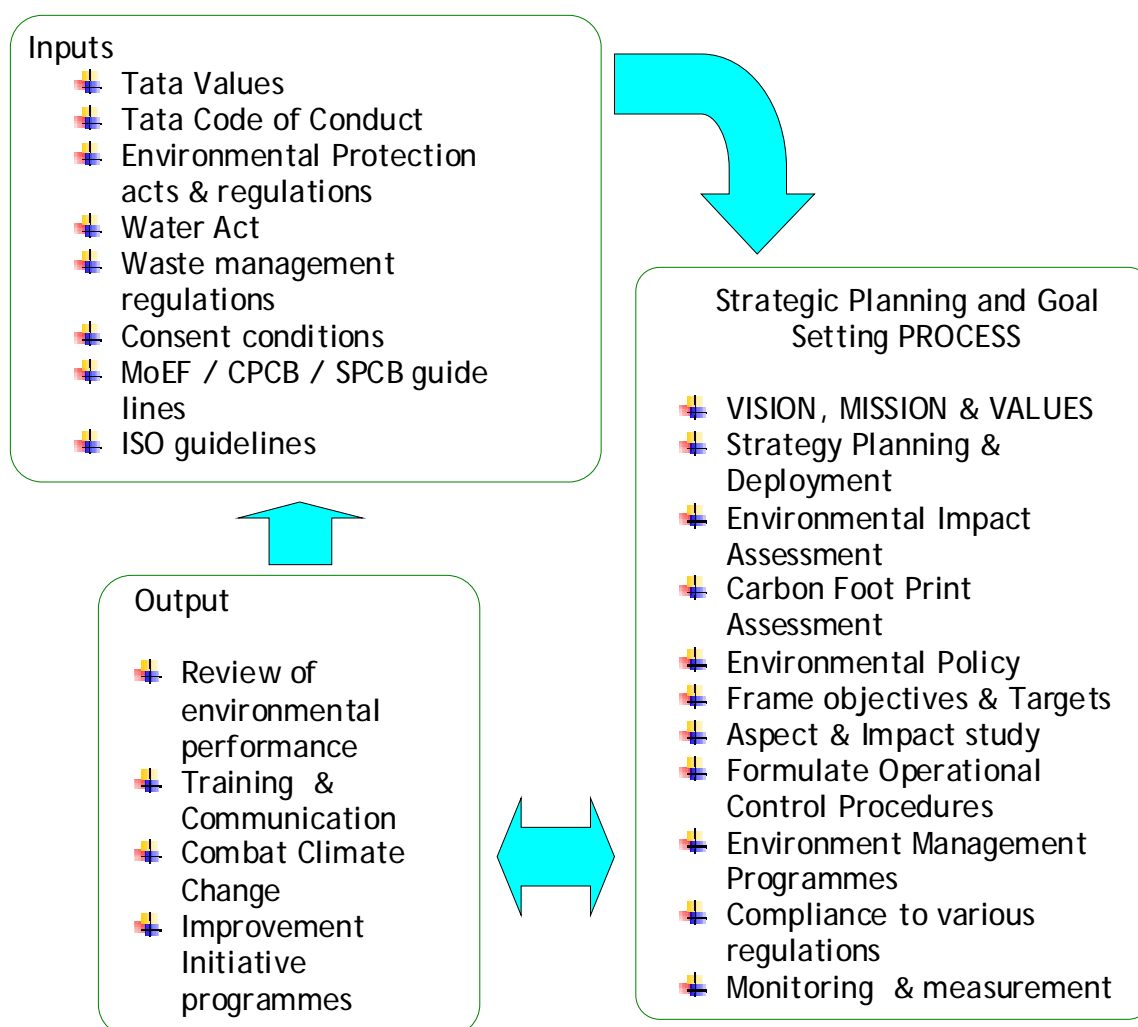 Inputs
Tata Values
Tata Code of Conduct
Environmental Protection
acts & regulations
Water Act
Waste management
regulations
Consent conditions
MoEF / CPCB / SPCB guide
lines
ISO guidelines
Strategic Planning and Goal
Setting PROCESS
VISION, MISSION & VALUES
Strategy Planning &
Deployment
Environmental Impact
Assessment
Carbon Foot Print
Assessment
Environmental Policy
Frame objectives & Targets
Aspect & Impact study
Formulate Operational
Control Procedures
Environment Management
Programmes
Compliance to various
regulations
Monitoring & measurement
Output
Review of
environmental
performance
Training &
Communication
Combat Climate
Change
Improvement
Initiative
programmes